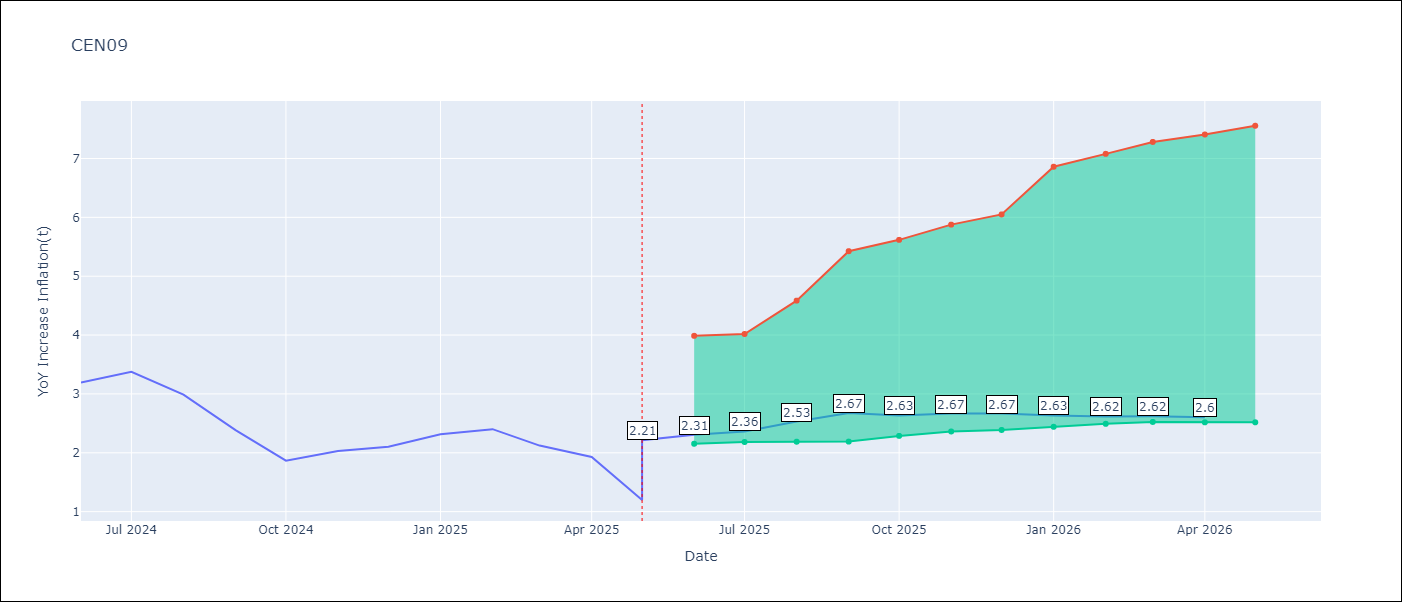 CEN09
YoY Increase Inflation(t)
7
6
5
4
3
2
1
2.21
2.31
2.36
2.53
2.67
2.63
2.67
2.67
2.63
2.62
2.62
2.6
Jul 2024
Oct 2024
Jan 2025
Apr 2025
Jul 2025
Oct 2025
Jan 2026
Apr 2026
Date